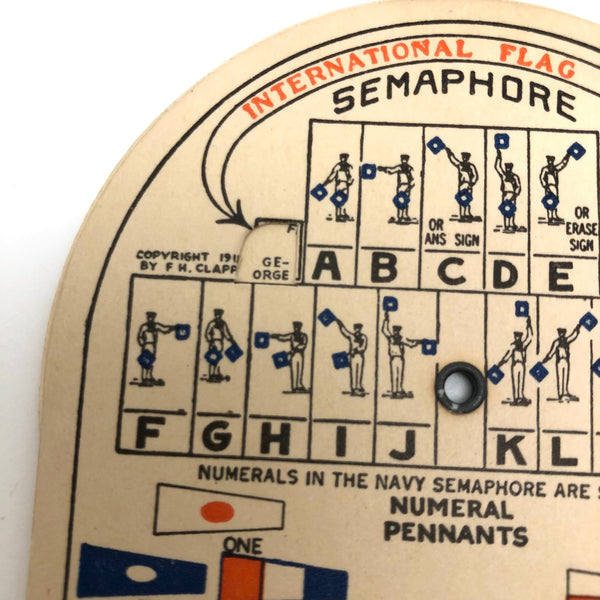 INTERNATIONAL FLAG
SEMAPHORE
OR
ANS SIGN
OR
ERASE
SIGN
F
COPYRIGHT 191
BY F. H. CLAPP
GE-
ORGE
A B C D E
F G H I J K L
NUMERALS IN THE NAVY SEMAPHORE ARE
NUMERAL
PENNANTS
ONE